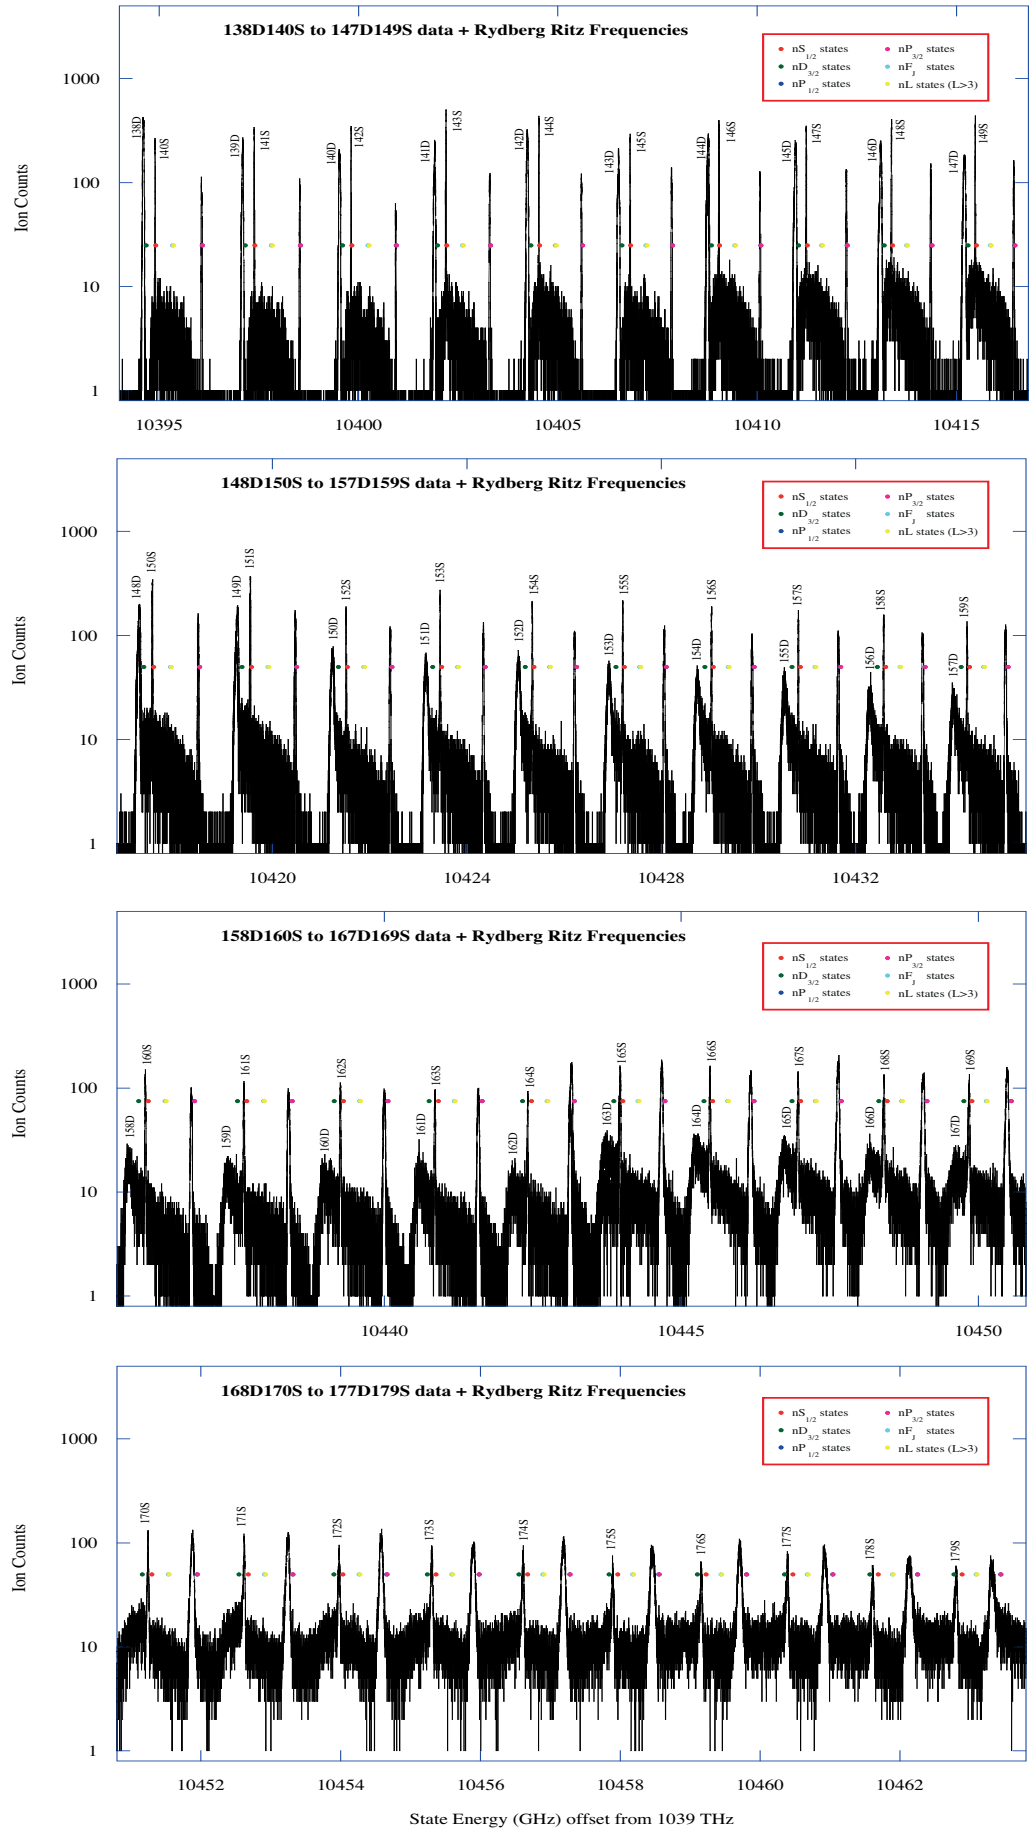 138D140S to 147D149S data + Rydberg Ritz Frequencies
nS1/2 states nP3/2 states
nD3/2 states nFJ states
nP1/2 states nL states (L>3)
1000
100
10
1
Ion Counts
138D 140S 139D 141S 140D 142S 141D 143S 142D 144S 143D 145S 144D 146S 145D 147S 146D 148S 147D 149S
10395 10400 10405 10410 10415
148D150S to 157D159S data + Rydberg Ritz Frequencies
nS1/2 states nP3/2 states
nD3/2 states nFJ states
nP1/2 states nL states (L>3)
1000
100
10
1
Ion Counts
148D 150S 149D 151S 150D 152S 151D 153S 152D 154S 153D 155S 154D 156S 155D 157S 156D 158S 157D 159S
10420 10424 10428 10432
158D160S to 167D169S data + Rydberg Ritz Frequencies
nS1/2 states nP3/2 states
nD3/2 states nFJ states
nP1/2 states nL states (L>3)
1000
100
10
1
Ion Counts
158D 160S 159D 161S 160D 162S 161D 163S 162D 164S 163D 165S 164D 166S 165D 167S 166D 168S 167D 169S
10440 10445 10450
168D170S to 177D179S data + Rydberg Ritz Frequencies
nS1/2 states nP3/2 states
nD3/2 states nFJ states
nP1/2 states nL states (L>3)
1000
100
10
1
Ion Counts
170S 171S 172S 173S 174S 175S 176S 177S 178S 179S
10452 10454 10456 10458 10460 10462
State Energy (GHz) offset from 1039 THz